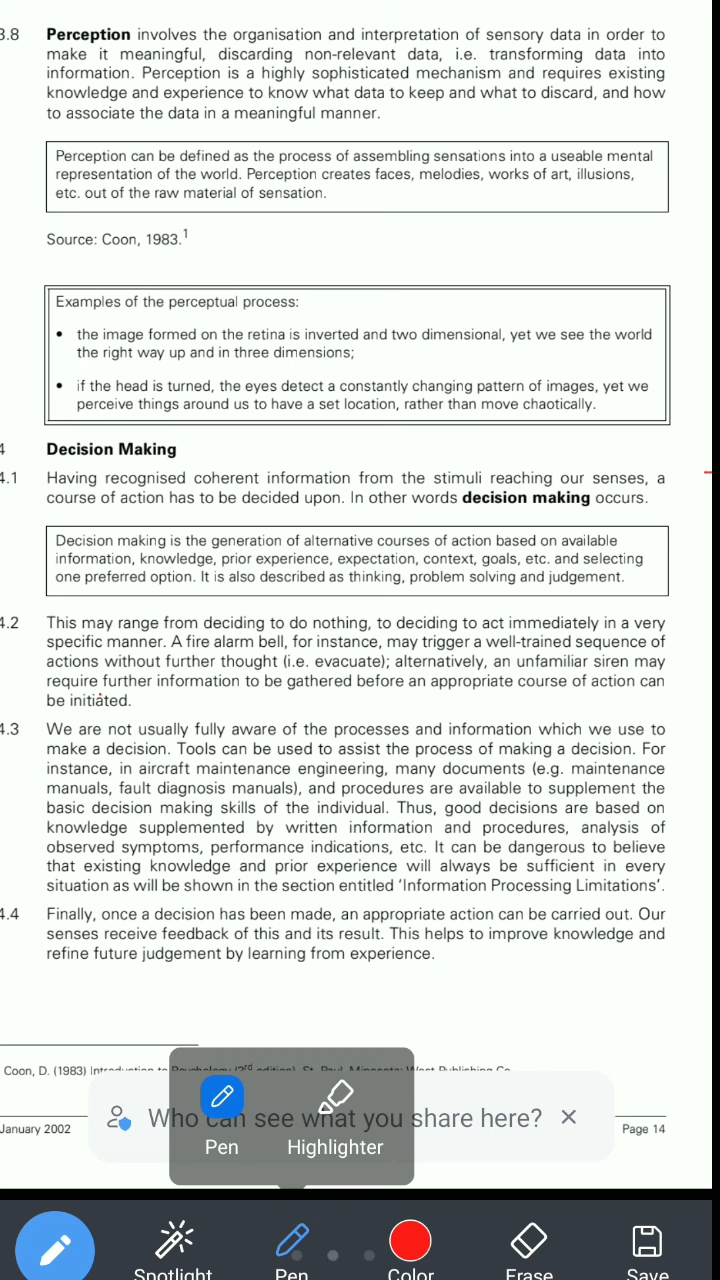 3.8 Perception involves the organisation and interpretation of sensory data in order to
make it meaningful, discarding non-relevant data, i.e. transforming data into
information. Perception is a highly sophisticated mechanism and requires existing
knowledge and experience to know what data to keep and what to discard, and how
to associate the data in a meaningful manner.
Perception can be defined as the process of assembling sensations into a useable mental
representation of the world. Perception creates faces, melodies, works of art, illusions,
etc. out of the raw material of sensation.
Source: Coon, 1983.1
Examples of the perceptual process:
• the image formed on the retina is inverted and two dimensional, yet we see the world
the right way up and in three dimensions;
• if the head is turned, the eyes detect a constantly changing pattern of images, yet we
perceive things around us to have a set location, rather than move chaotically.
4 Decision Making
4.1 Having recognised coherent information from the stimuli reaching our senses, a
course of action has to be decided upon. In other words decision making occurs.
Decision making is the generation of alternative courses of action based on available
information, knowledge, prior experience, expectation, context, goals, etc. and selecting
one preferred option. It is also described as thinking, problem solving and judgement.
4.2 This may range from deciding to do nothing, to deciding to act immediately in a very
specific manner. A fire alarm bell, for instance, may trigger a well-trained sequence of
actions without further thought (i.e. evacuate); alternatively, an unfamiliar siren may
require further information to be gathered before an appropriate course of action can
be initiated.
4.3 We are not usually fully aware of the processes and information which we use to
make a decision. Tools can be used to assist the process of making a decision. For
instance, in aircraft maintenance engineering, many documents (e.g. maintenance
manuals, fault diagnosis manuals), and procedures are available to supplement the
basic decision making skills of the individual. Thus, good decisions are based on
knowledge supplemented by written information and procedures, analysis of
observed symptoms, performance indications, etc. It can be dangerous to believe
that existing knowledge and prior experience will always be sufficient in every
situation as will be shown in the section entitled ‘Information Processing Limitations’.
4.4 Finally, once a decision has been made, an appropriate action can be carried out. Our
senses receive feedback of this and its result. This helps to improve knowledge and
refine future judgement by learning from experience.
Coon, D. (1983) Introduction to Psychology (3rd edition). St. Paul, Minesota: West Publishing Co.
Who can see what you share here?
January 2002 Page 14
Pen Highlighter
Spotlight Pen Color Erase Save